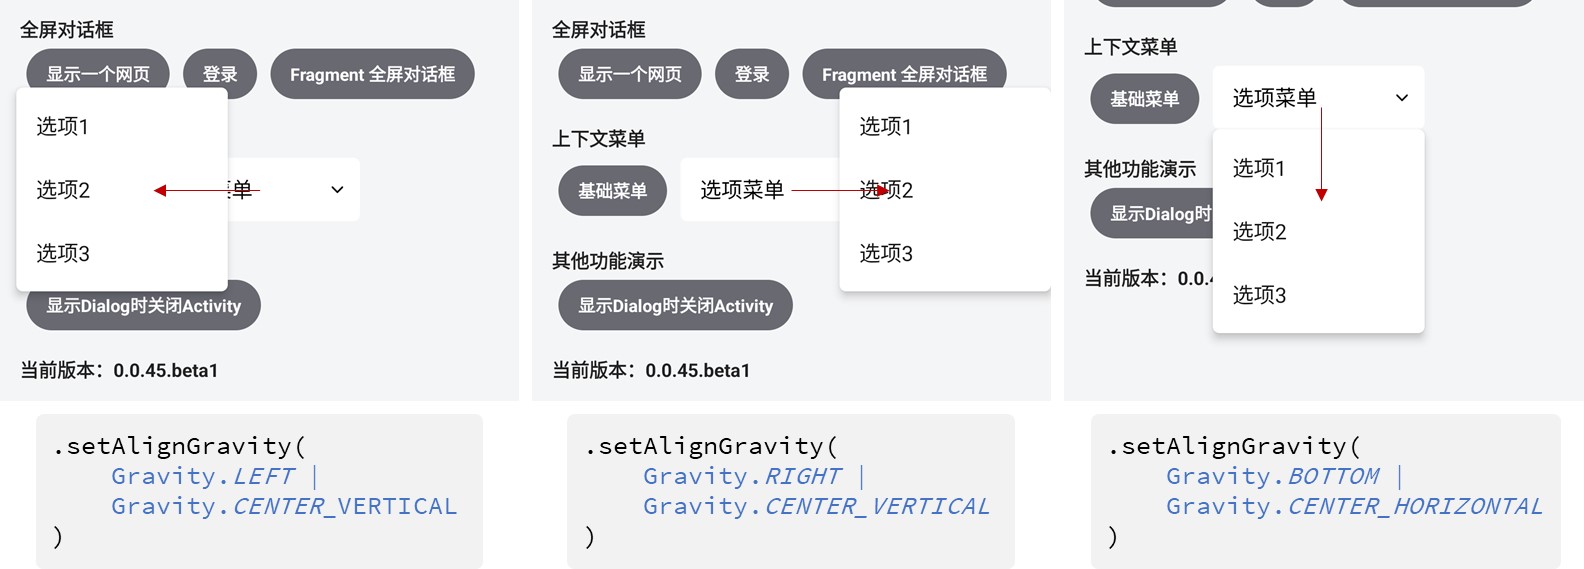 全屏对话框
显示一个网页
登录
Fragment 全屏对话框
选项1
选项2
选项3
菜单
显示Dialog时关闭Activity
当前版本：0.0.45.beta1
.setAlignGravity(
Gravity.LEFT |
Gravity.CENTER_VERTICAL
)
全屏对话框
显示一个网页
登录
Fragment 全屏对话框
上下文菜单
基础菜单
选项菜单
选项1
选项2
选项3
其他功能演示
显示Dialog时关闭Activity
当前版本：0.0.45.beta1
.setAlignGravity(
Gravity.RIGHT |
Gravity.CENTER_VERTICAL
)
上下文菜单
基础菜单
选项菜单
选项1
选项2
选项3
其他功能演示
显示Dialog时
当前版本：0.0.4
.setAlignGravity(
Gravity.BOTTOM |
Gravity.CENTER_HORIZONTAL
)